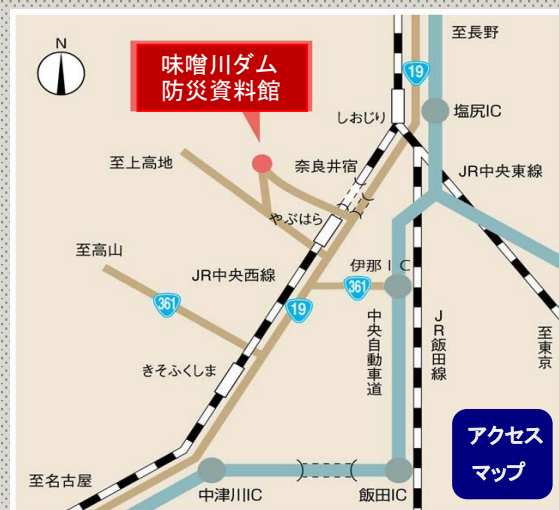 至長野
N
19
味噌川ダム
防災資料館
しおじり
塩尻IC
至上高地
奈良井宿
JR中央東線
やぶはら
至高山
JR中央西線
伊那IC
361
361
19
中央自動車道
JR飯田線
至東京
きそふくしま
アクセス
マップ
至名古屋
中津川IC
飯田IC